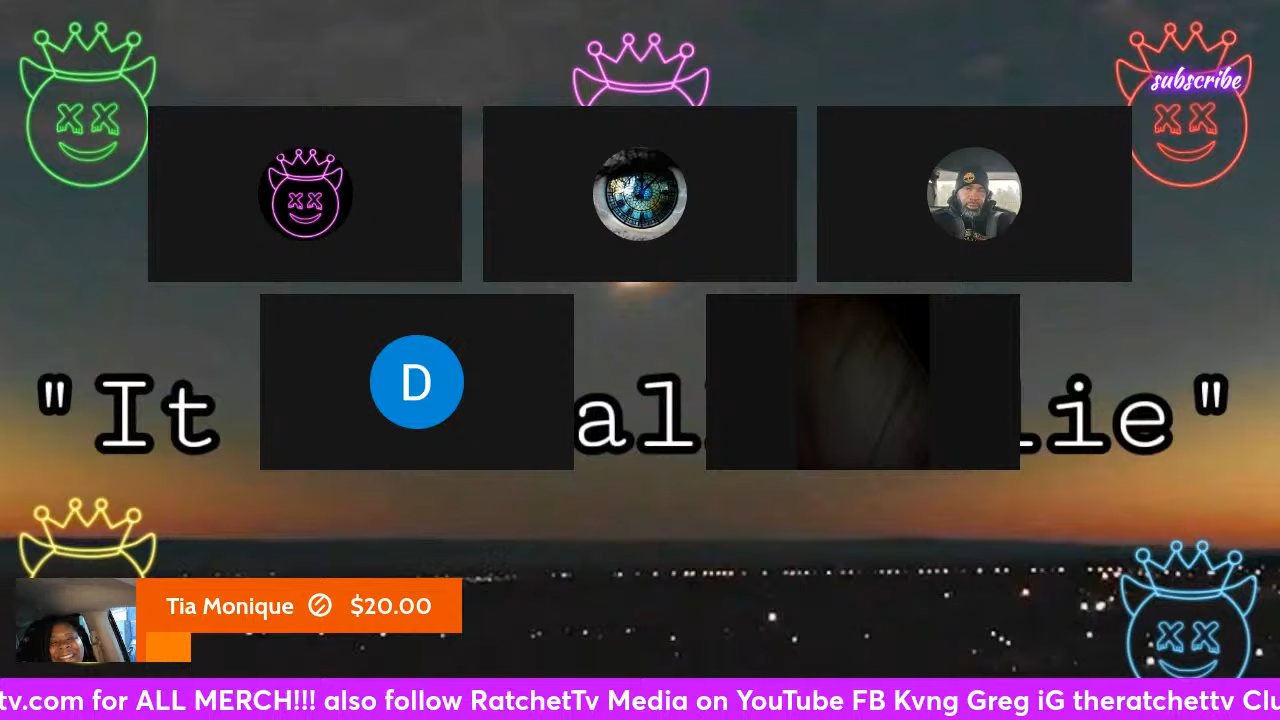 subscribe
D
"It al lie"
Tia Monique $20.00
tv.com for ALL MERCH!!! also follow RatchetTv Media on YouTube FB Kvng Greg iG theratchettv Clu